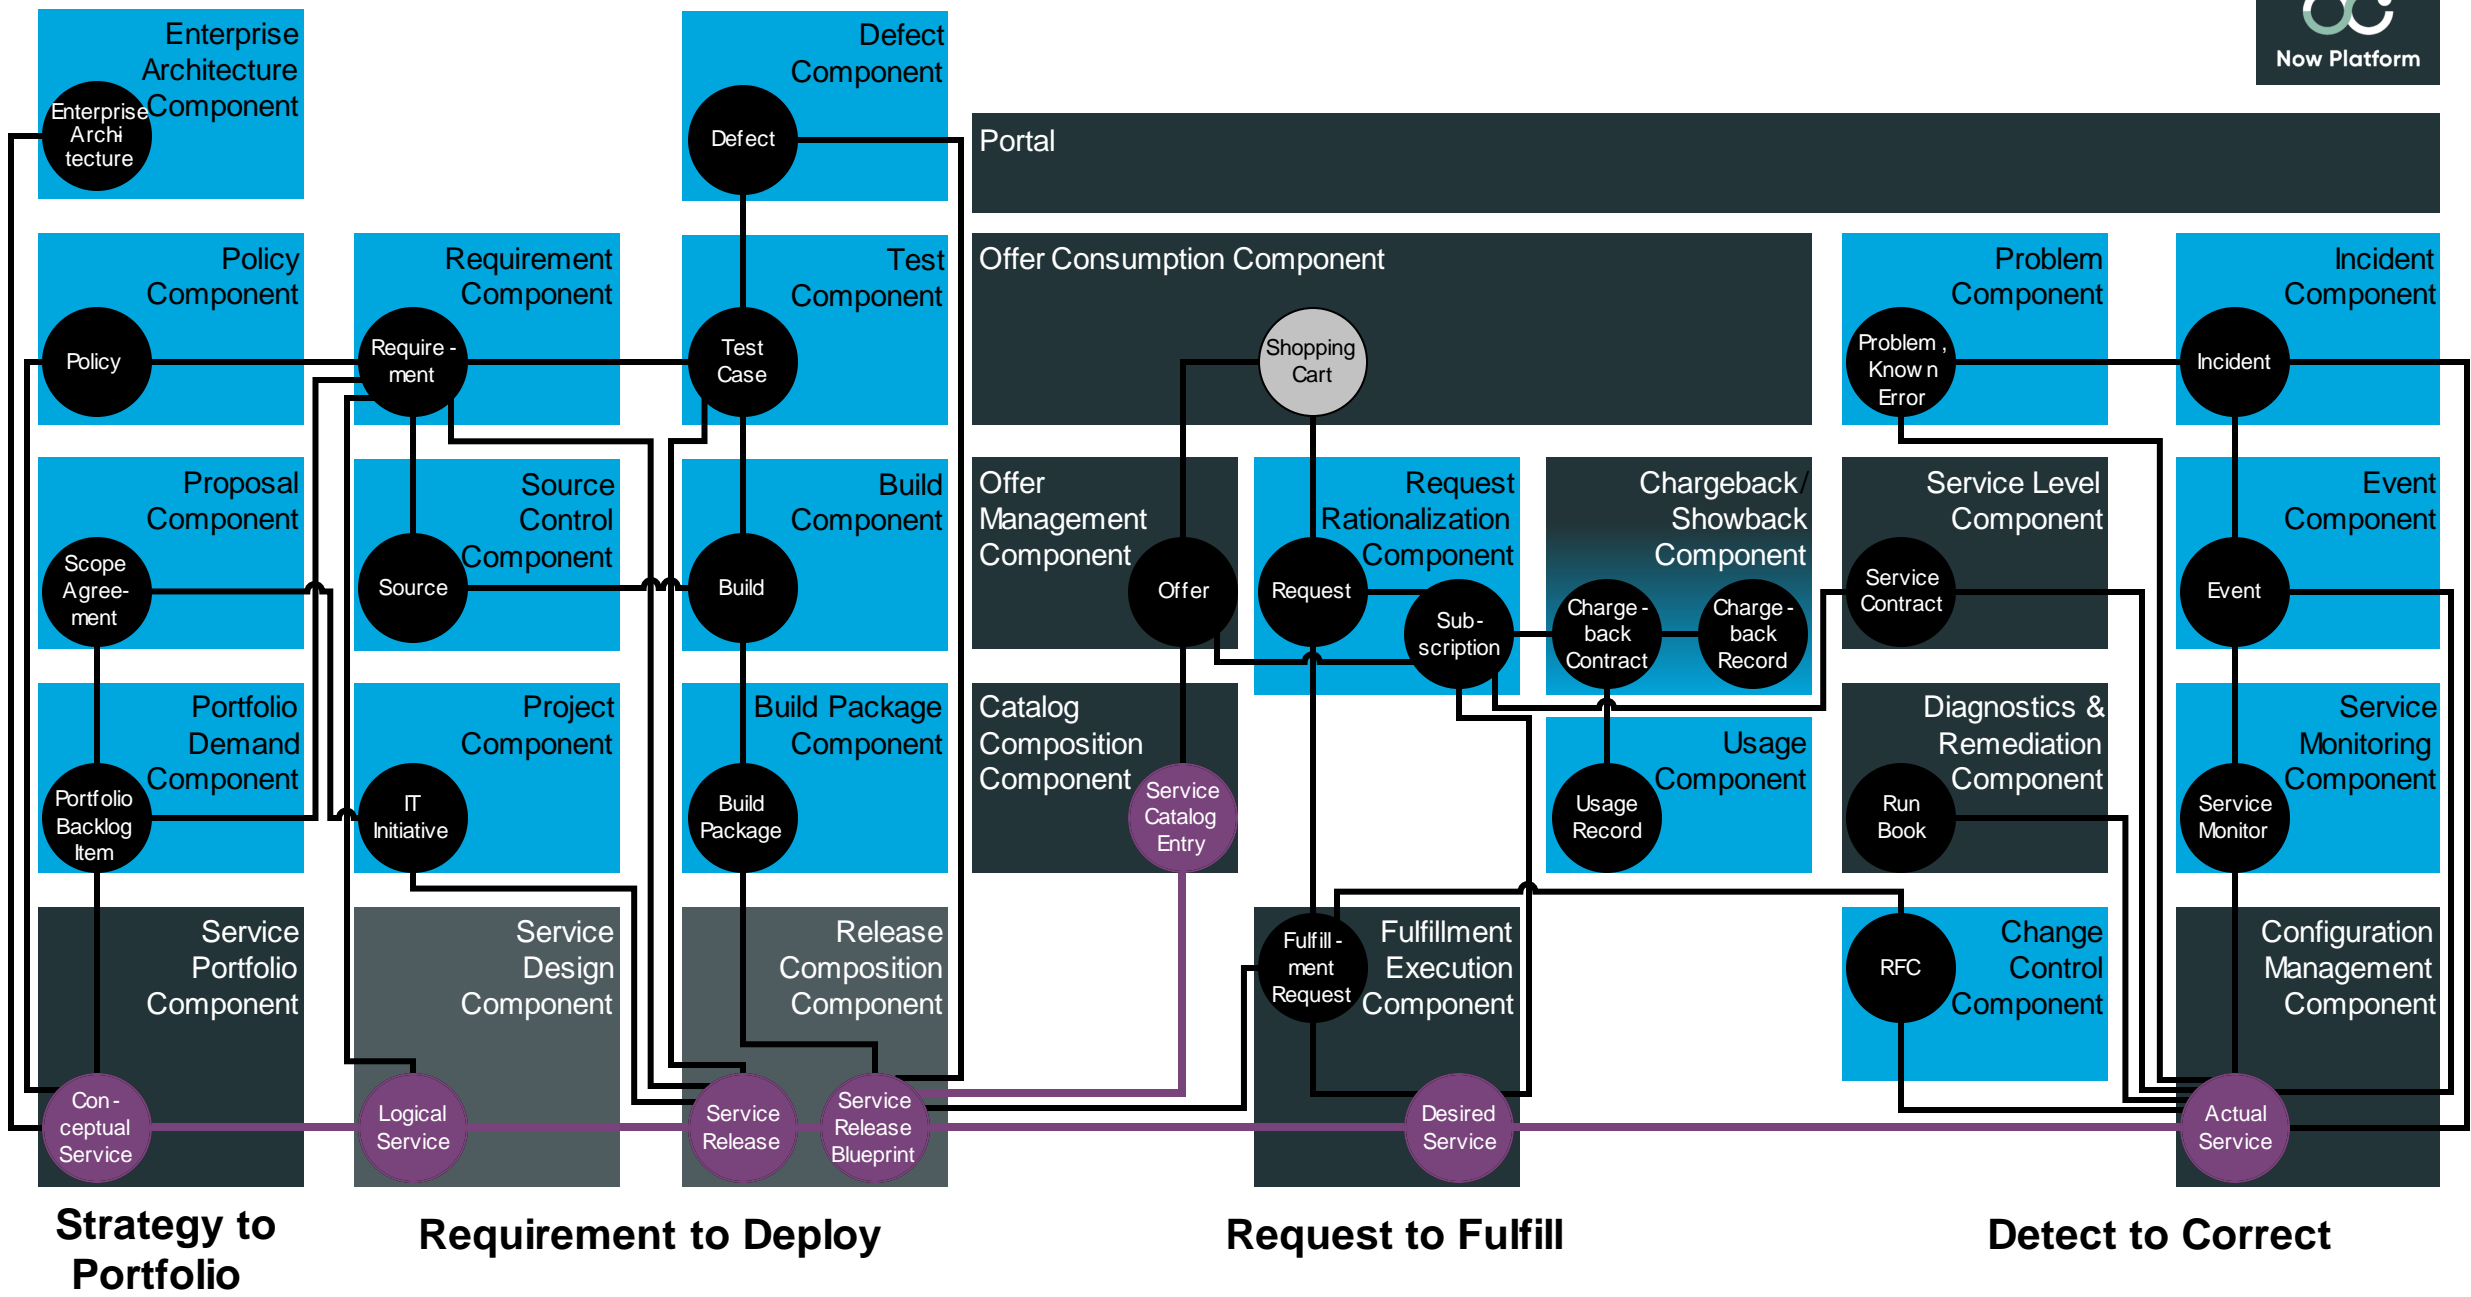 Now Platform
Enterprise
Architecture
Component
Enterprise
Archi-
tecture
Defect
Component
Defect
Portal
Policy
Component
Policy
Requirement
Component
Require -
ment
Test
Component
Test
Case
Offer Consumption Component
Shopping
Cart
Problem
Component
Problem ,
Know n
Error
Incident
Component
Incident
Proposal
Component
Scope
Agree-
ment
Source
Control
Component
Source
Build
Component
Build
Offer
Management
Component
Offer
Request
Rationalization
Component
Request
Sub-
scription
Chargeback/
Showback
Component
Charge -
back
Contract
Charge -
back
Record
Service Level
Component
Service
Contract
Event
Component
Event
Portfolio
Demand
Component
Portfolio
Backlog
Item
Project
Component
IT
Initiative
Build Package
Component
Build
Package
Catalog
Composition
Component
Service
Catalog
Entry
Usage
Component
Usage
Record
Diagnostics &
Remediation
Component
Run
Book
Service
Monitoring
Component
Service
Monitor
Service
Portfolio
Component
Con -
ceptual
Service
Service
Design
Component
Logical
Service
Release
Composition
Component
Service
Release
Service
Release
Blueprint
Fulfillment
Execution
Component
Fulfill -
ment
Request
Desired
Service
Change
Control
Component
RFC
Configuration
Management
Component
Actual
Service
Strategy to
Portfolio
Requirement to Deploy
Request to Fulfill
Detect to Correct